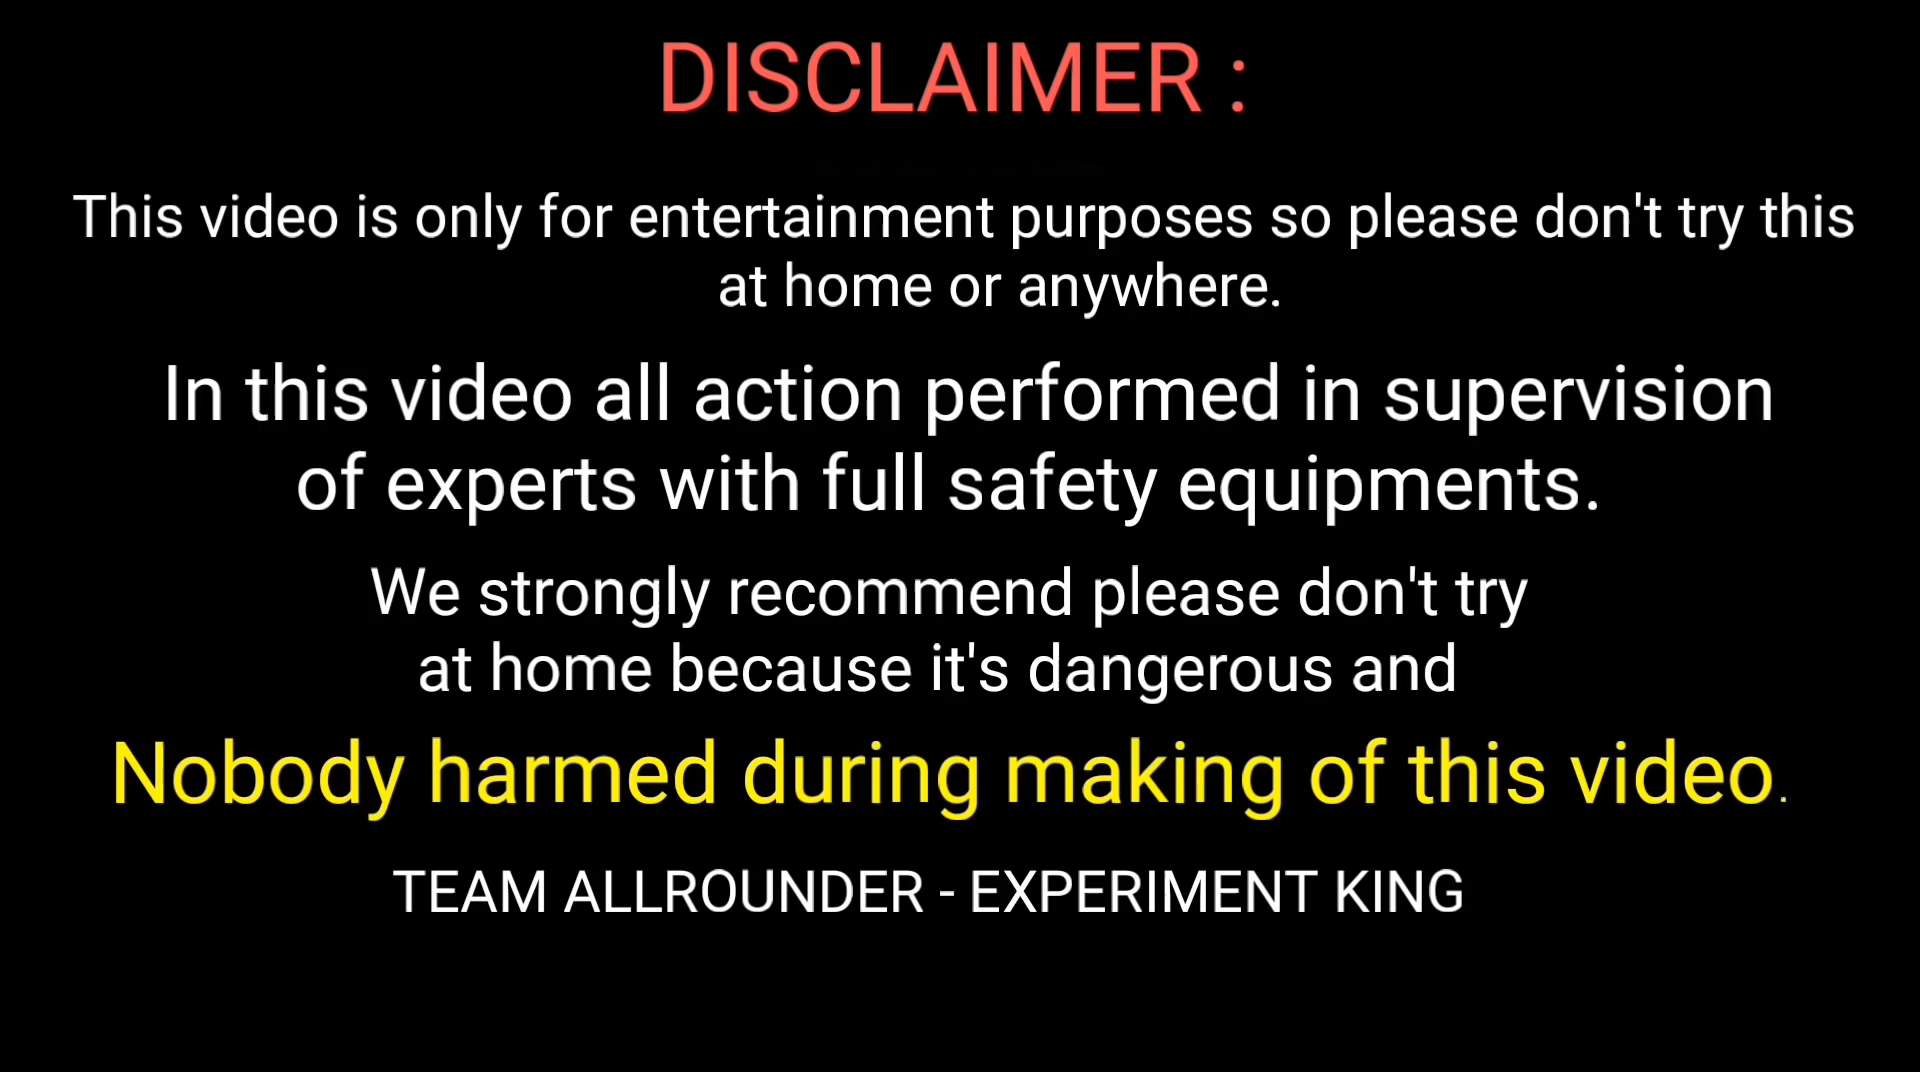 DISCLAIMER :
This video is only for entertainment purposes so please don't try this
at home or anywhere.
In this video all action performed in supervision
of experts with full safety equipments.
We strongly recommend please don't try
at home because it's dangerous and
Nobody harmed during making of this video.
TEAM ALLROUNDER - EXPERIMENT KING